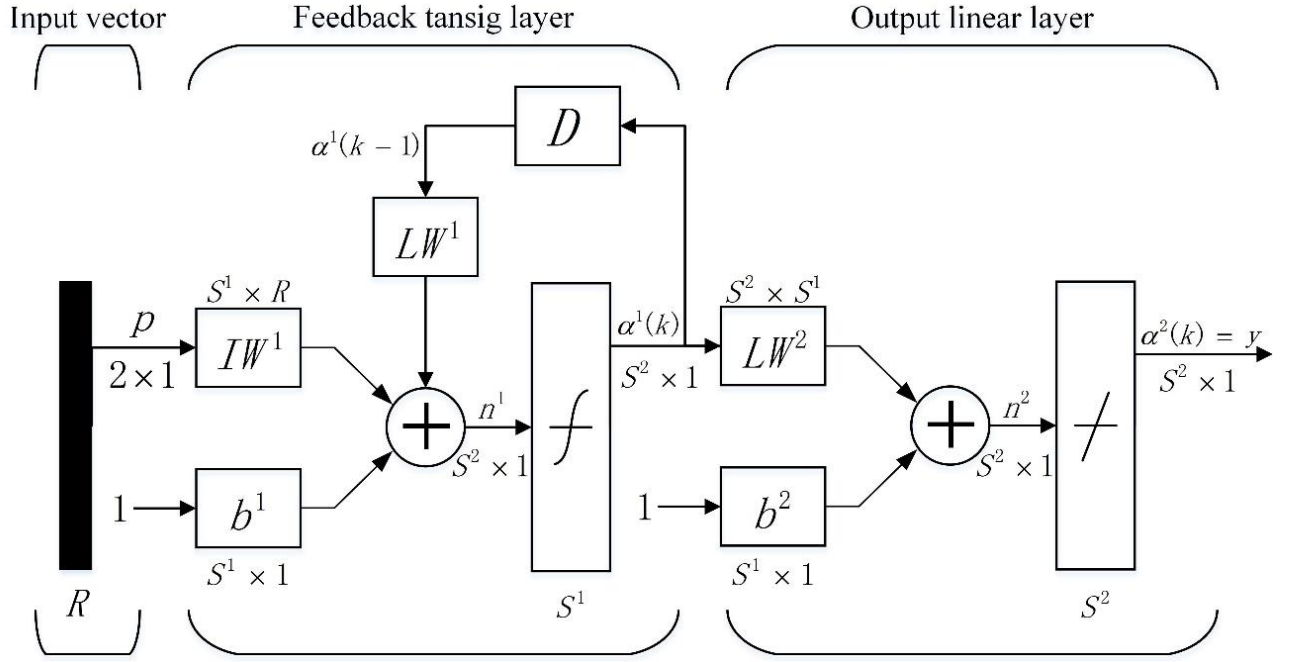 Input vector
Feedback tansig layer
Output linear layer
D
α¹(k − 1)
LW¹
S¹ × R
p
IW¹
2×1
α¹(k)
S² × 1
S² × S¹
LW²
α²(k) = y
S² × 1
+
n¹
S² × 1
+
n²
S² × 1
1
b¹
S¹ × 1
1
b²
S¹ × 1
R
S¹
S²